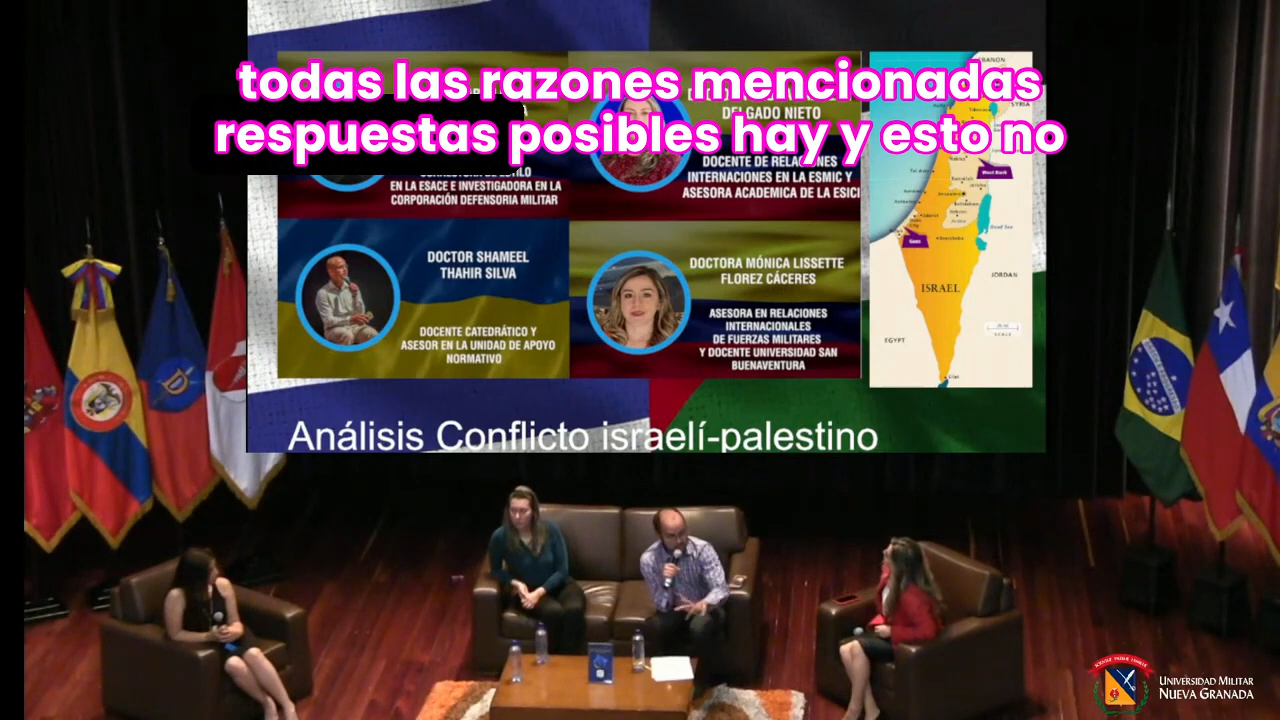 todas las razones mencionadas
respuestas posibles hay y esto no
DELGADO NIETO
DOCENTE DE RELACIONES
INTERNACIONALES EN LA ESMIC Y
ASESORA ACADEMICA DE LA ESICI
EN LA ESACE E INVESTIGADORA EN LA
CORPORACIÓN DEFENSORIA MILITAR
DOCTOR SHAMEEL
THAHIR SILVA
DOCENTE CATEDRÁTICO Y
ASESOR EN LA UNIDAD DE APOYO
NORMATIVO
DOCTORA MÓNICA LISSETTE
FLOREZ CÁCERES
ASESORA EN RELACIONES
INTERNACIONALES
DE FUERZAS MILITARES
Y DOCENTE UNIVERSIDAD SAN
BUENAVENTURA
SYRIA
West Bank
Dead Sea
Gaza
JORDAN
ISRAEL
EGYPT
Análisis Conflicto israelí-palestino
UNIVERSIDAD MILITAR
NUEVA GRANADA